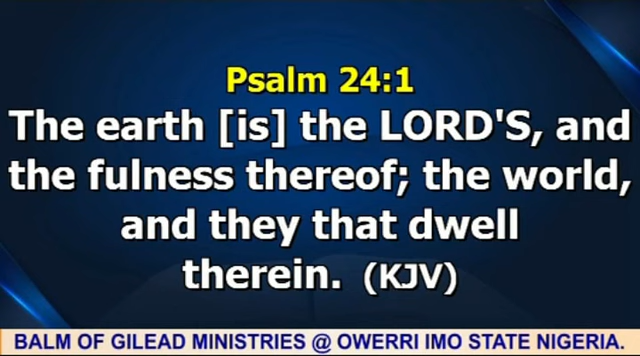 Psalm 24:1
The earth [is] the LORD'S, and
the fulness thereof; the world,
and they that dwell
therein. (KJV)
BALM OF GILEAD MINISTRIES @ OWERRI IMO STATE NIGERIA.